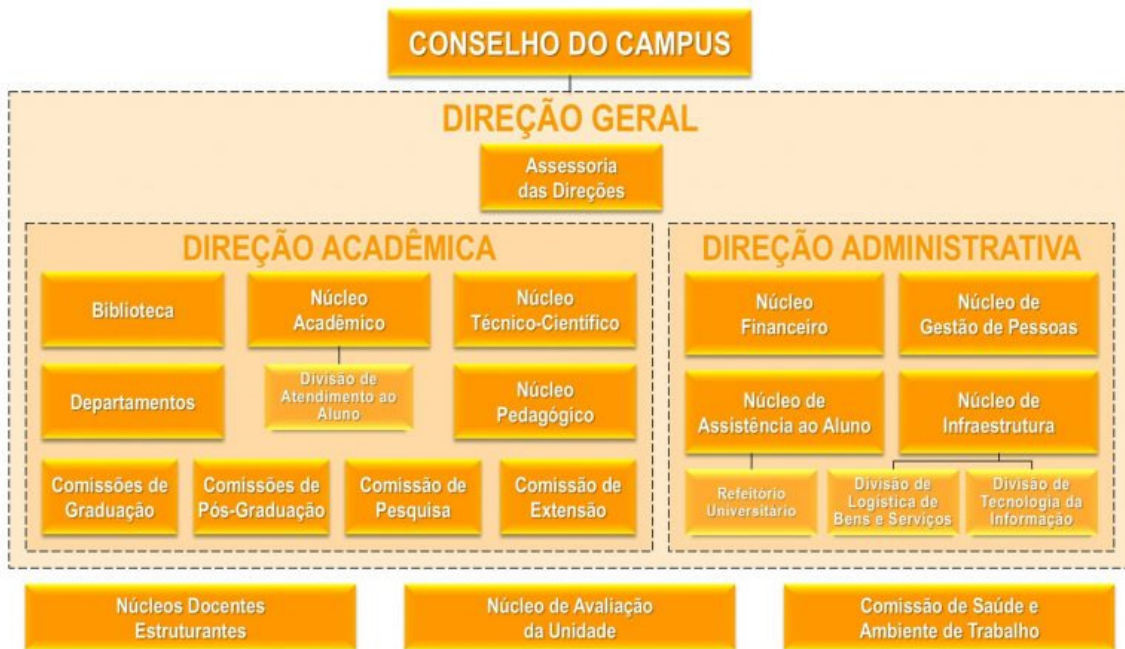 CONSELHO DO CAMPUS
DIREÇÃO GERAL
Assessoria
das Direções
DIREÇÃO ACADÊMICA
Biblioteca
Núcleo
Acadêmico
Núcleo
Técnico-Científico
Departamentos
Divisão de
Atendimento ao
Aluno
Núcleo
Pedagógico
Comissões de
Graduação
Comissões de
Pós-Graduação
Comissão de
Pesquisa
Comissão de
Extensão
DIREÇÃO ADMINISTRATIVA
Núcleo
Financeiro
Núcleo de
Gestão de Pessoas
Núcleo de
Assistência ao Aluno
Núcleo de
Infraestrutura
Refeitório
Universitário
Divisão de
Logística de
Bens e Serviços
Divisão de
Tecnologia da
Informação
Núcleos Docentes
Estruturantes
Núcleo de Avaliação
da Unidade
Comissão de Saúde e
Ambiente de Trabalho